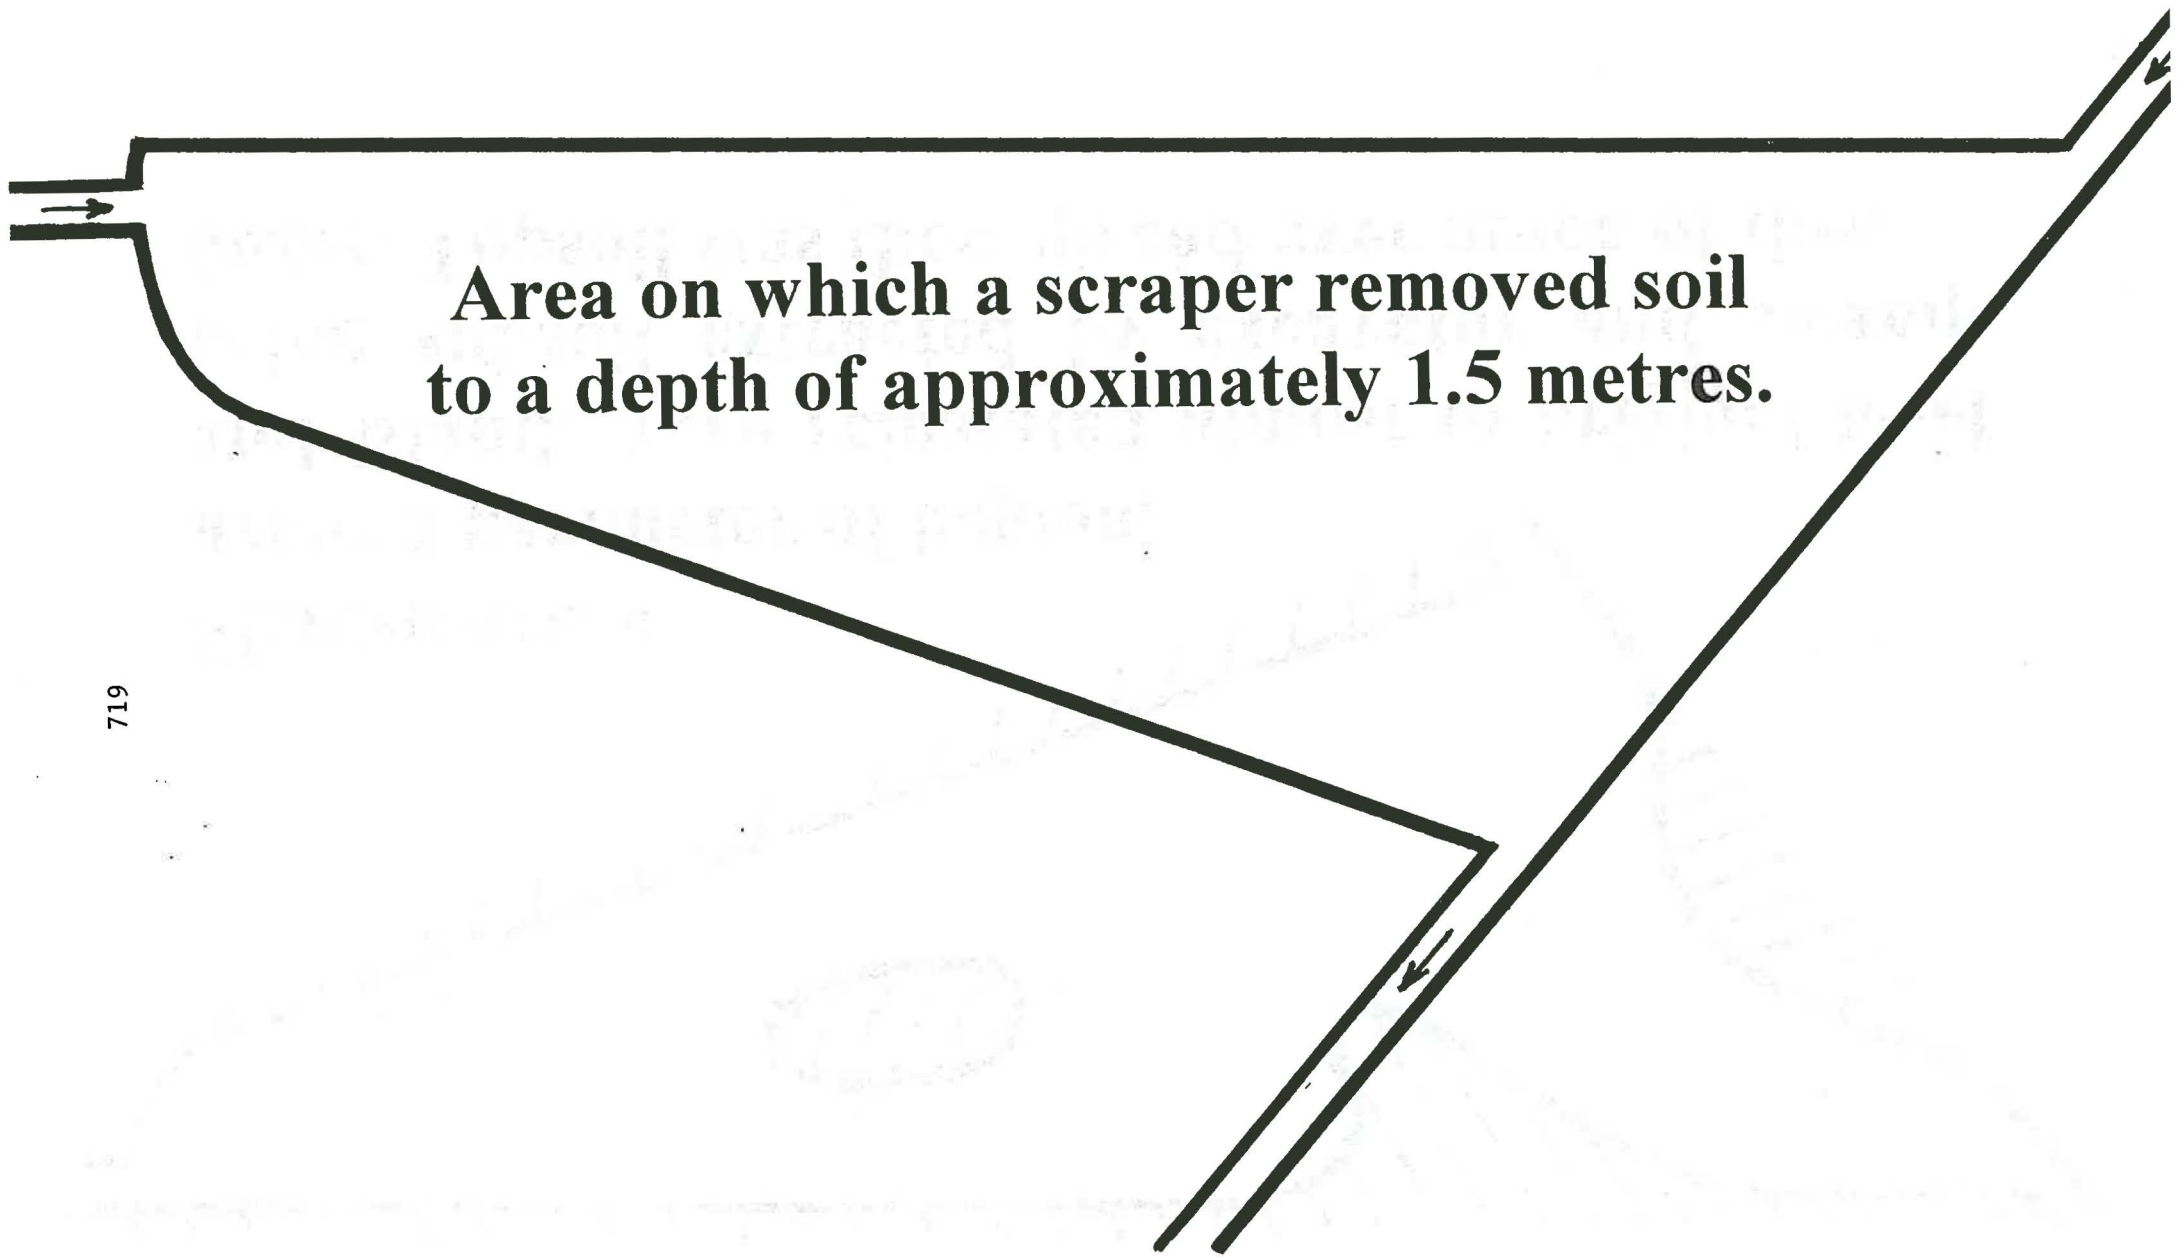 Area on which a scraper removed soil
to a depth of approximately 1.5 metres.
719